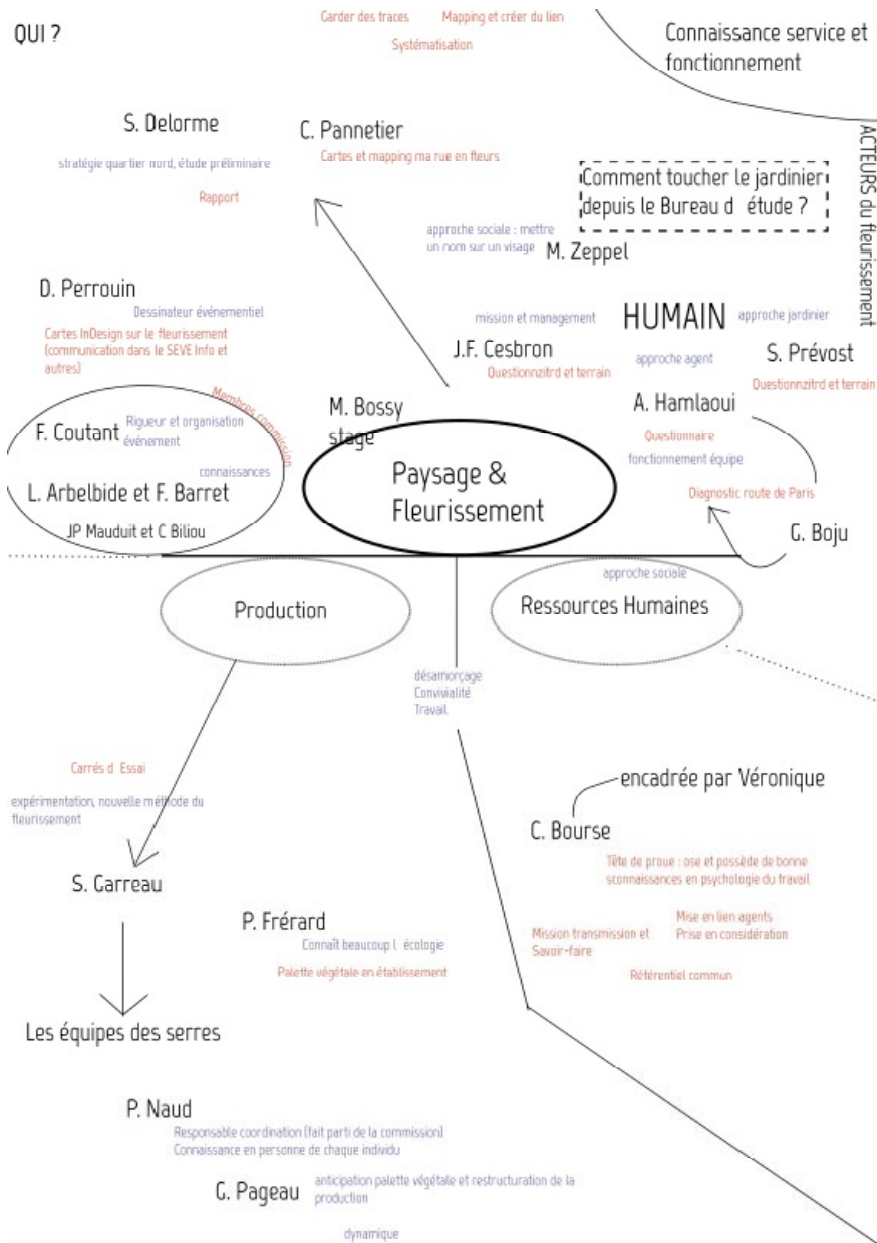 QUI ?
Garder des traces
Mapping et créer du lien
Systématisation
Connaissance service et
fonctionnement
S. Delorme
stratégie quartier nord, étude préliminaire
Rapport
C. Pannetier
Cartes et mapping ma rue en fleurs
ACTEURS du fleurissement
Comment toucher le jardinier
depuis le Bureau d étude ?
approche sociale : mettre
un nom sur un visage
M. Zeppel
D. Perrouin
Dessinateur événementiel
Cartes InDesign sur le fleurissement
(communication dans le SEVE Info et
autres)
mission et management
HUMAIN
approche jardinier
J.F. Cesbron
Questionnzitrd et terrain
approche agent
S. Prévost
Questionnzitrd et terrain
Membres commission
F. Coutant
Rigueur et organisation
événement
connaissances
L. Arbelbide et F. Barret
JP Mauduit et C Biliou
M. Bossy
stage
Paysage &
Fleurissement
A. Hamlaoui
Questionnaire
fonctionnement équipe
Diagnostic route de Paris
G. Boju
Production
approche sociale
Ressources Humaines
désamorçage
Convivialité
Travail.
Carrés d Essai
expérimentation, nouvelle méthode du
fleurissement
S. Garreau
encadrée par Véronique
C. Bourse
Tête de proue : ose et possède de bonne
sconnaissances en psychologie du travail
Mise en lien agents
Prise en considération
Mission transmission et
Savoir-faire
Référentiel commun
P. Frérard
Connaît beaucoup l écologie
Palette végétale en établissement
Les équipes des serres
P. Naud
Responsable coordination (fait parti de la commission)
Connaissance en personne de chaque individu
G. Pageau
anticipation palette végétale et restructuration de la
production
dynamique